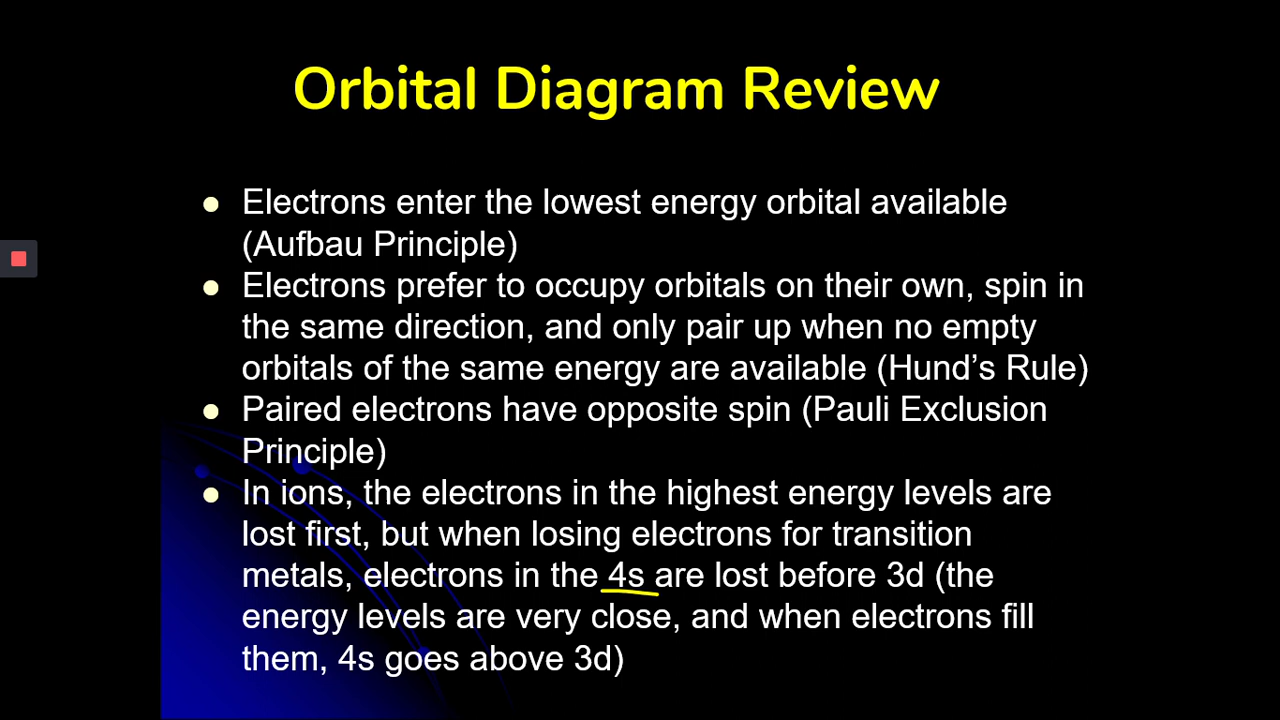 Orbital Diagram Review
● Electrons enter the lowest energy orbital available
(Aufbau Principle)
● Electrons prefer to occupy orbitals on their own, spin in
the same direction, and only pair up when no empty
orbitals of the same energy are available (Hund's Rule)
● Paired electrons have opposite spin (Pauli Exclusion
Principle)
● In ions, the electrons in the highest energy levels are
lost first, but when losing electrons for transition
metals, electrons in the 4s are lost before 3d (the
energy levels are very close, and when electrons fill
them, 4s goes above 3d)